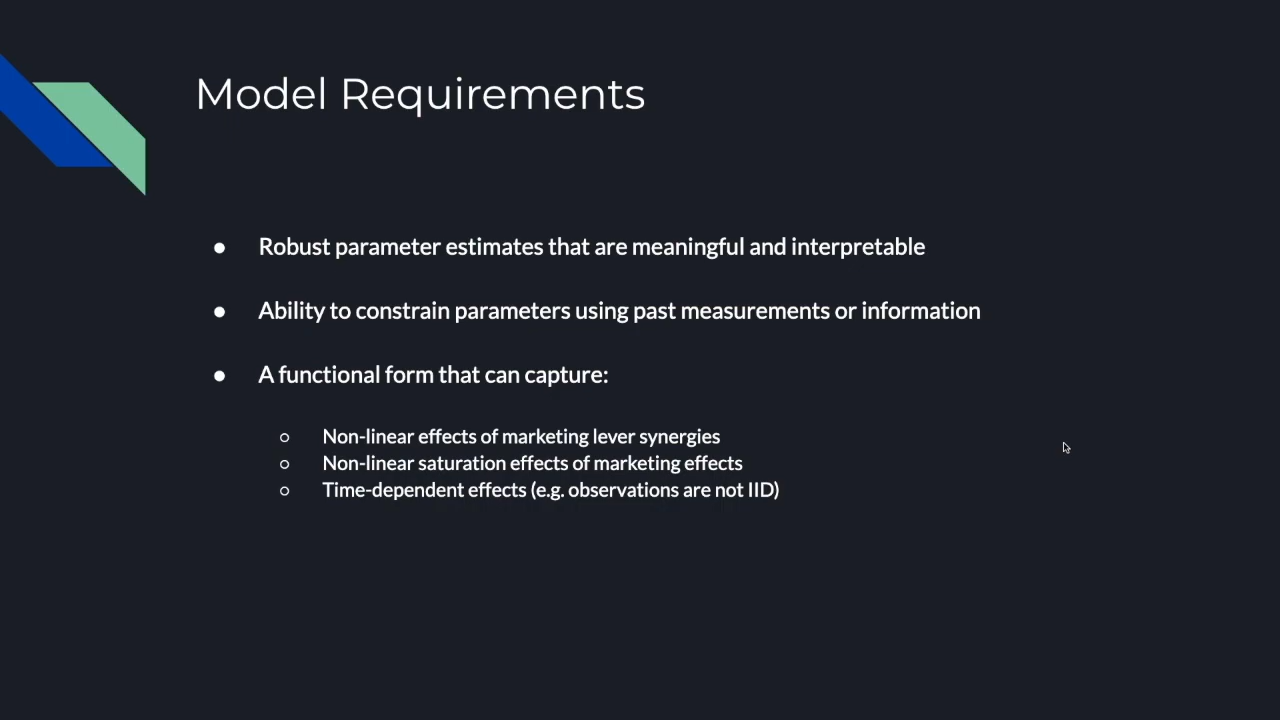 Model Requirements
● Robust parameter estimates that are meaningful and interpretable
● Ability to constrain parameters using past measurements or information
● A functional form that can capture:
○ Non-linear effects of marketing lever synergies
○ Non-linear saturation effects of marketing effects
○ Time-dependent effects (e.g. observations are not IID)